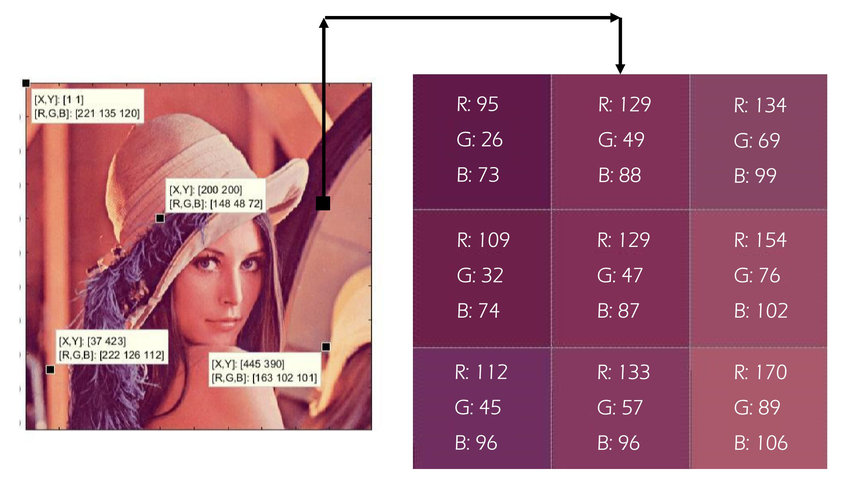 [X,Y]: [1 1]
[R,G,B]: [221 135 120]
[X,Y]: [200 200]
[R,G,B]: [148 48 72]
[X,Y]: [37 423]
[R,G,B]: [222 126 112]
[X,Y]: [445 390]
[R,G,B]: [163 102 101]
R: 95
G: 26
B: 73
R: 129
G: 49
B: 88
R: 134
G: 69
B: 99
R: 109
G: 32
B: 74
R: 129
G: 47
B: 87
R: 154
G: 76
B: 102
R: 112
G: 45
B: 96
R: 133
G: 57
B: 96
R: 170
G: 89
B: 106